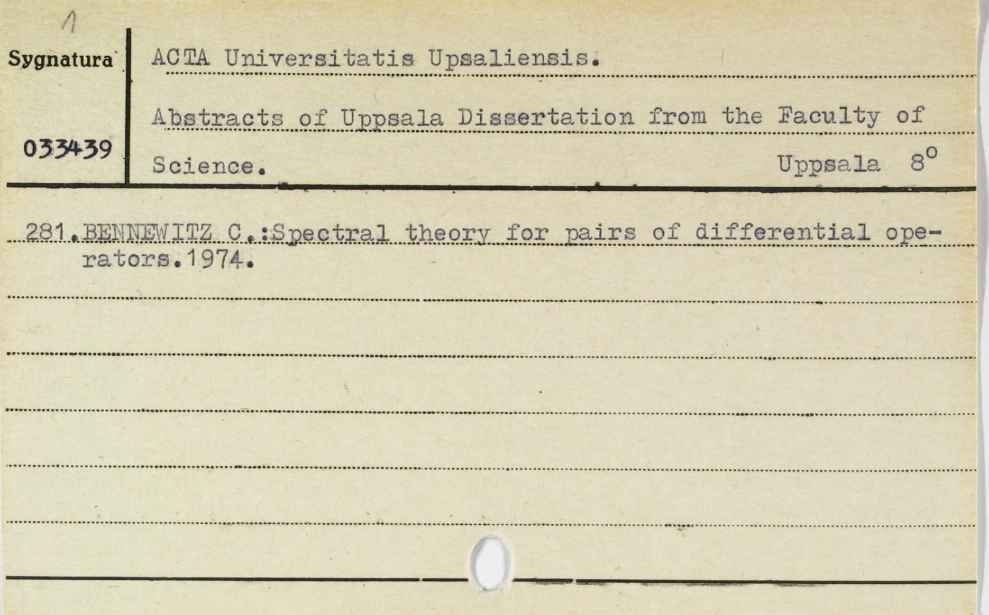 1
Sygnatura
ACTA Universitatis Upsaliensis.
Abstracts of Uppsala Dissertation from the Faculty of
033439
Science. Uppsala 8º
281.BENNEWITZ C.:Spectral theory for pairs of differential ope-
rators.1974.